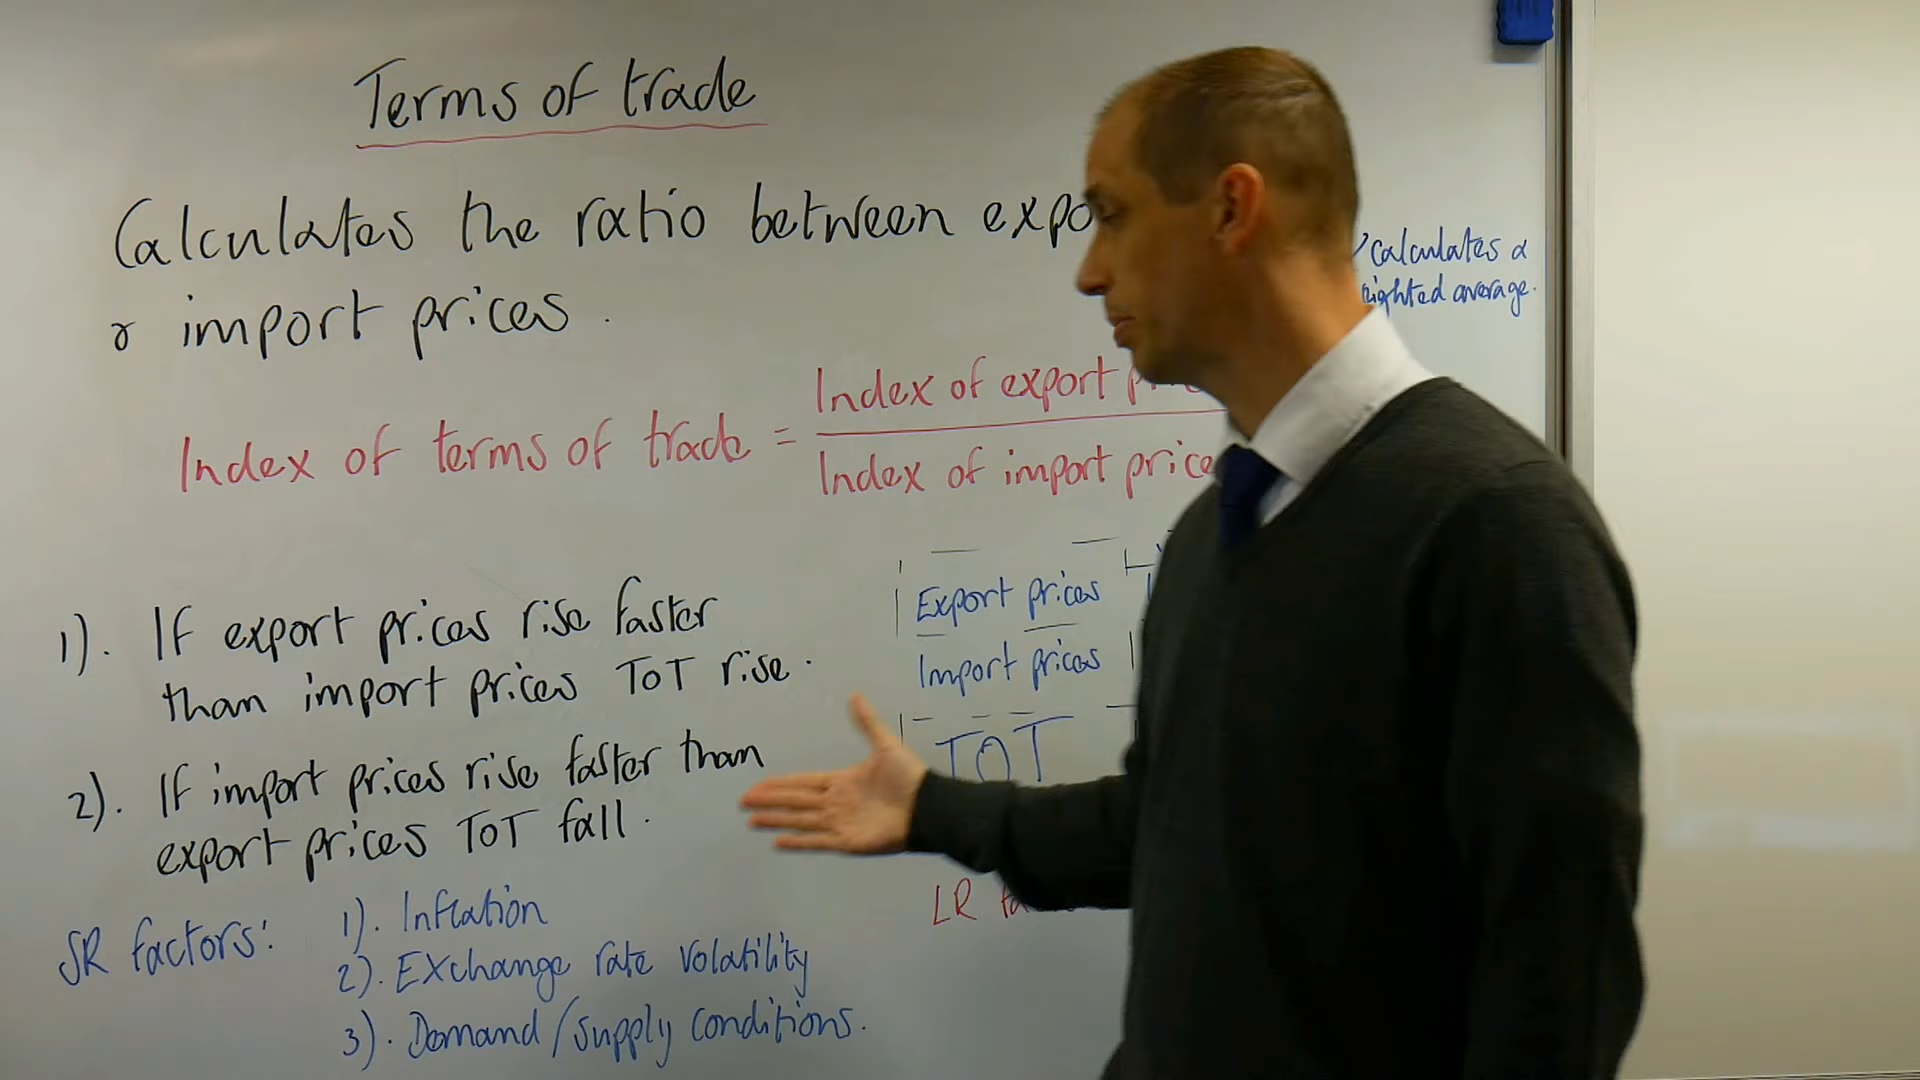 Terms of trade
Calculates the ratio between expo
& import prices.
calculates a
ighted average.
Index of terms of trade = Index of export
Index of import price
1). If export prices rise faster
than import prices ToT rise.
2). If import prices rise faster than
export prices ToT fall.
Export prices
Import prices
TOT
SR factors: 1). Inflation
2). Exchange rate volatility
3). Demand/supply conditions.
LR